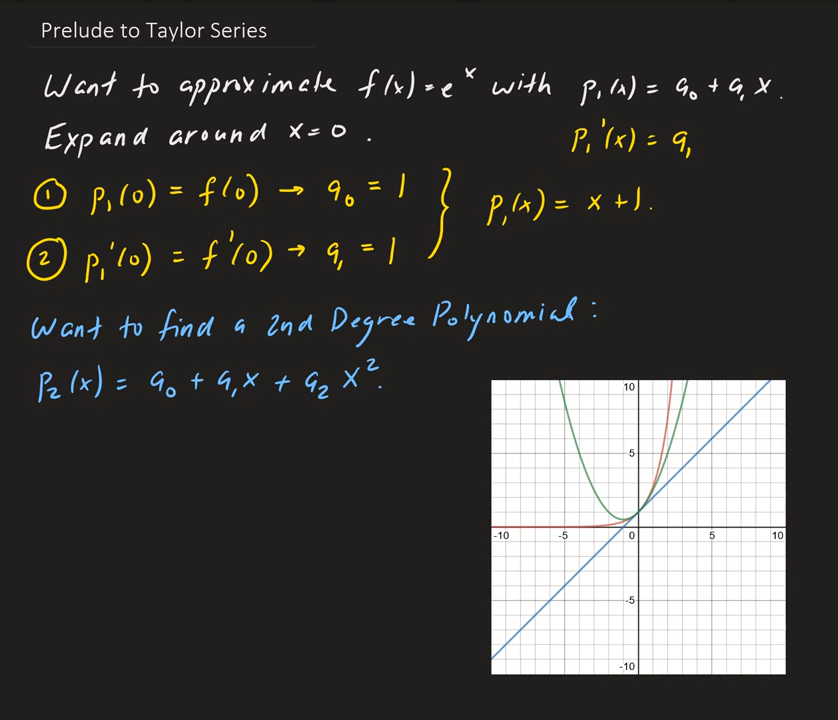 Prelude to Taylor Series
Want to approximate f(x) = e^x with p₁(x) = a₀ + a₁x.
Expand around x = 0.
p₁'(x) = a₁
① p₁(0) = f(0) → a₀ = 1
② p₁'(0) = f'(0) → a₁ = 1
} p₁(x) = x + 1.
Want to find a 2nd Degree Polynomial:
p₂(x) = a₀ + a₁x + a₂x².
10
5
-10 -5 0 5 10
-5
-10